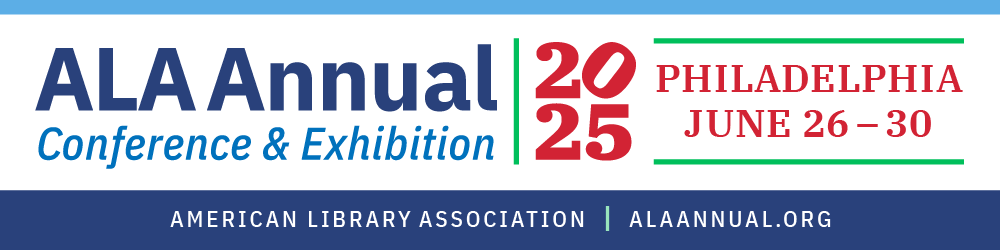 ALA Annual
Conference & Exhibition
20
25
PHILADELPHIA
JUNE 26 – 30
AMERICAN LIBRARY ASSOCIATION | ALAANNUAL.ORG